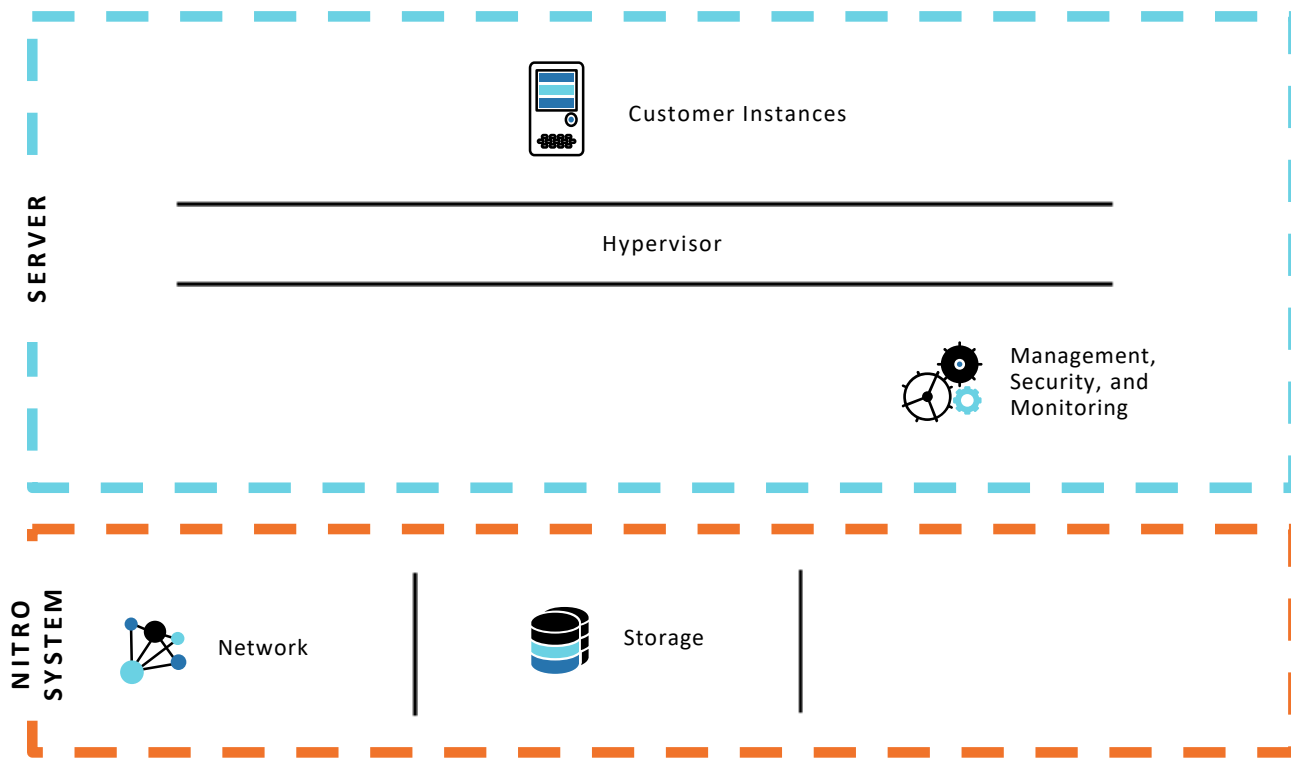 SERVER
Customer Instances
Hypervisor
Management,
Security, and
Monitoring
NITRO
SYSTEM
Network
Storage